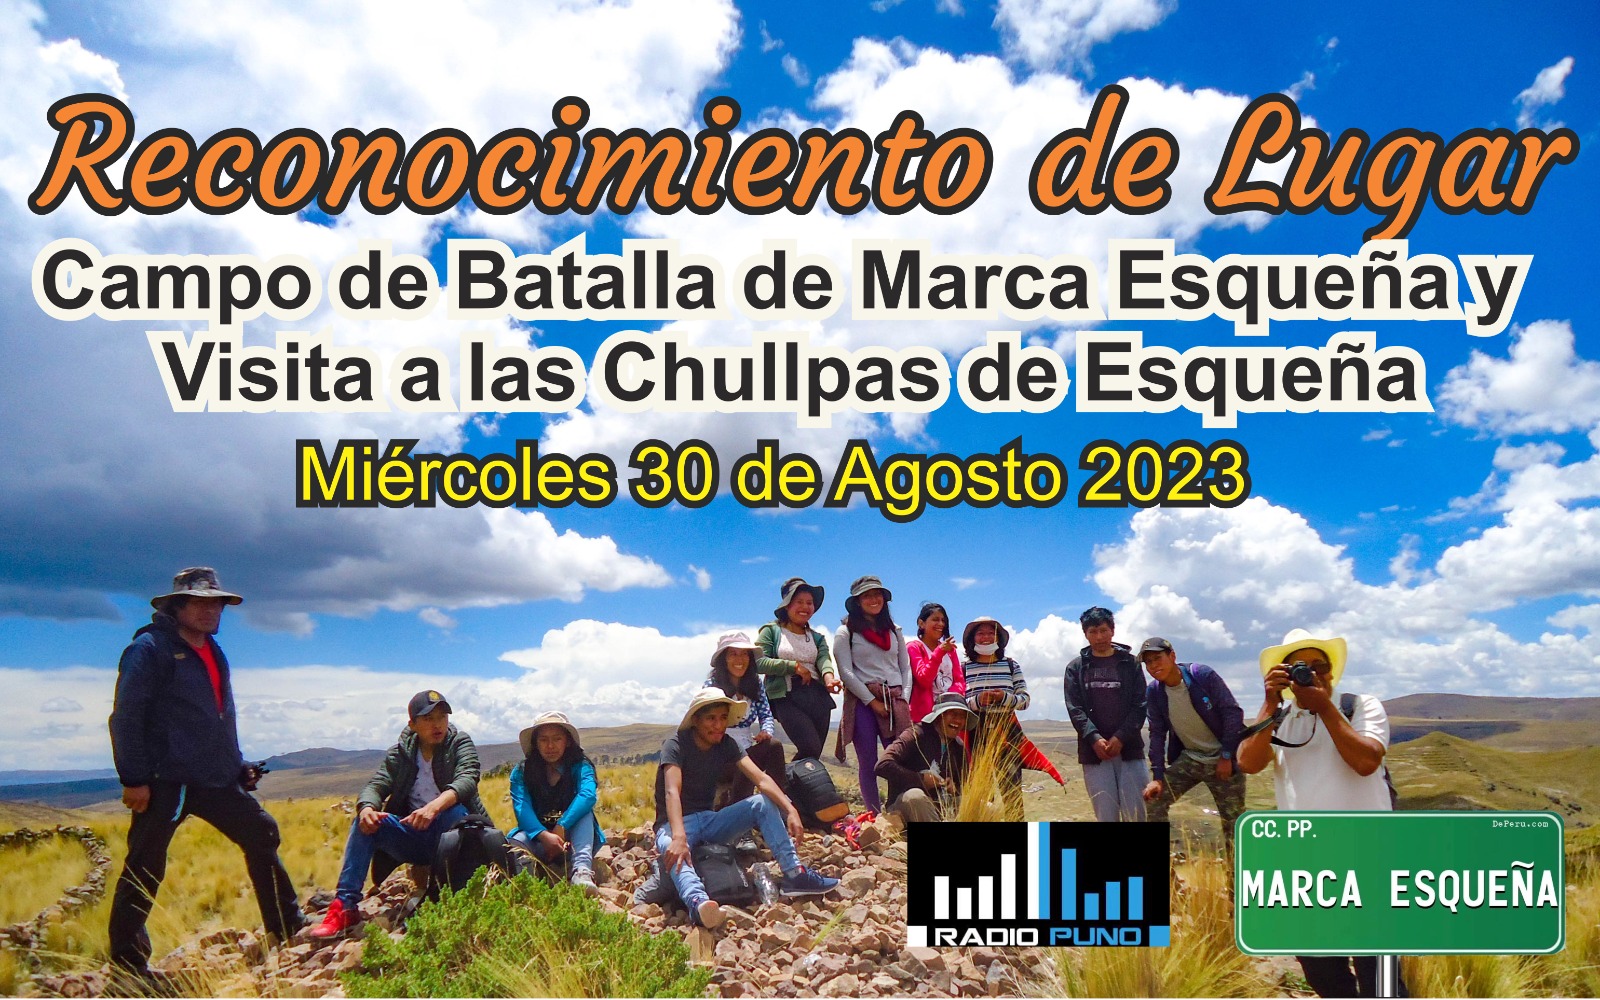 Reconocimiento de Lugar
Campo de Batalla de Marca Esqueña y
Visita a las Chullpas de Esqueña
Miércoles 30 de Agosto 2023
RADIO PUNO
CC. PP.
DePeru.com
MARCA ESQUEÑA